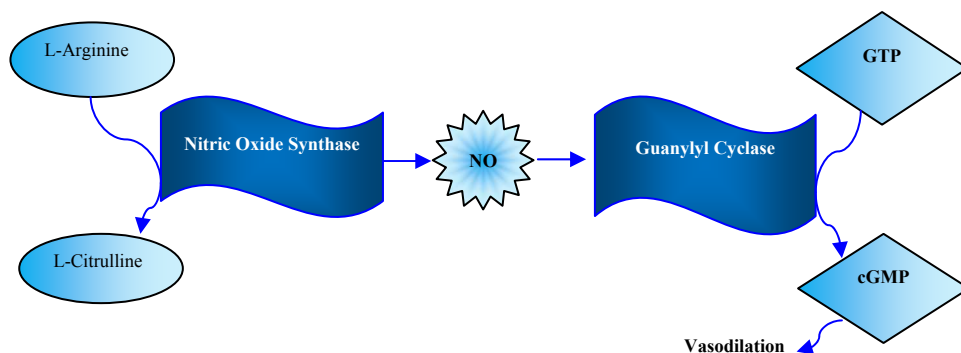 L-Arginine
GTP
Nitric Oxide Synthase
NO
Guanylyl Cyclase
L-Citrulline
cGMP
Vasodilation